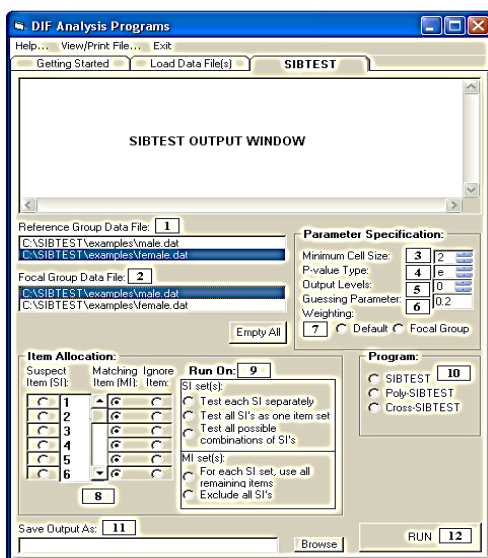 DIF Analysis Programs
Help... View/Print File... Exit
Getting Started Load Data File(s) SIBTEST
SIBTEST OUTPUT WINDOW
Reference Group Data File: 1
C:\SIBTEST\examples\male.dat
C:\SIBTEST\examples\female.dat
Focal Group Data File: 2
C:\SIBTEST\examples\male.dat
C:\SIBTEST\examples\female.dat
Empty All
Parameter Specification:
Minimum Cell Size: 3 2
P-value Type: 4 e
Output Levels: 5 0
Guessing Parameter: 6 0.2
Weighting:
7 Default Focal Group
Item Allocation:
Suspect Item (SI):
Matching Item (MI):
Ignore Item:
1
2
3
4
5
6
8
Run On: 9
SI set(s):
Test each SI separately
Test all SI's as one item set
Test all possible
combinations of SI's
MI set(s):
For each SI set, use all
remaining items
Exclude all SI's
Program:
SIBTEST 10
Poly-SIBTEST
Cross-SIBTEST
Save Output As: 11
Browse
RUN 12